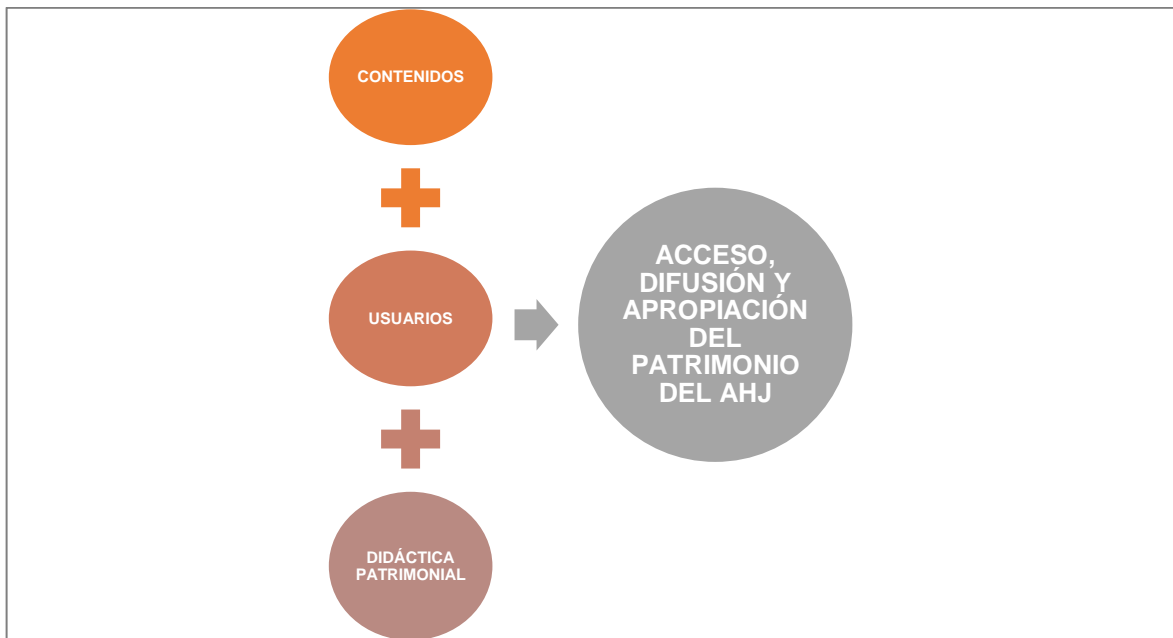 CONTENIDOS
USUARIOS
DIDÁCTICA
PATRIMONIAL
ACCESO,
DIFUSIÓN Y
APROPIACIÓN
DEL
PATRIMONIO
DEL AHJ